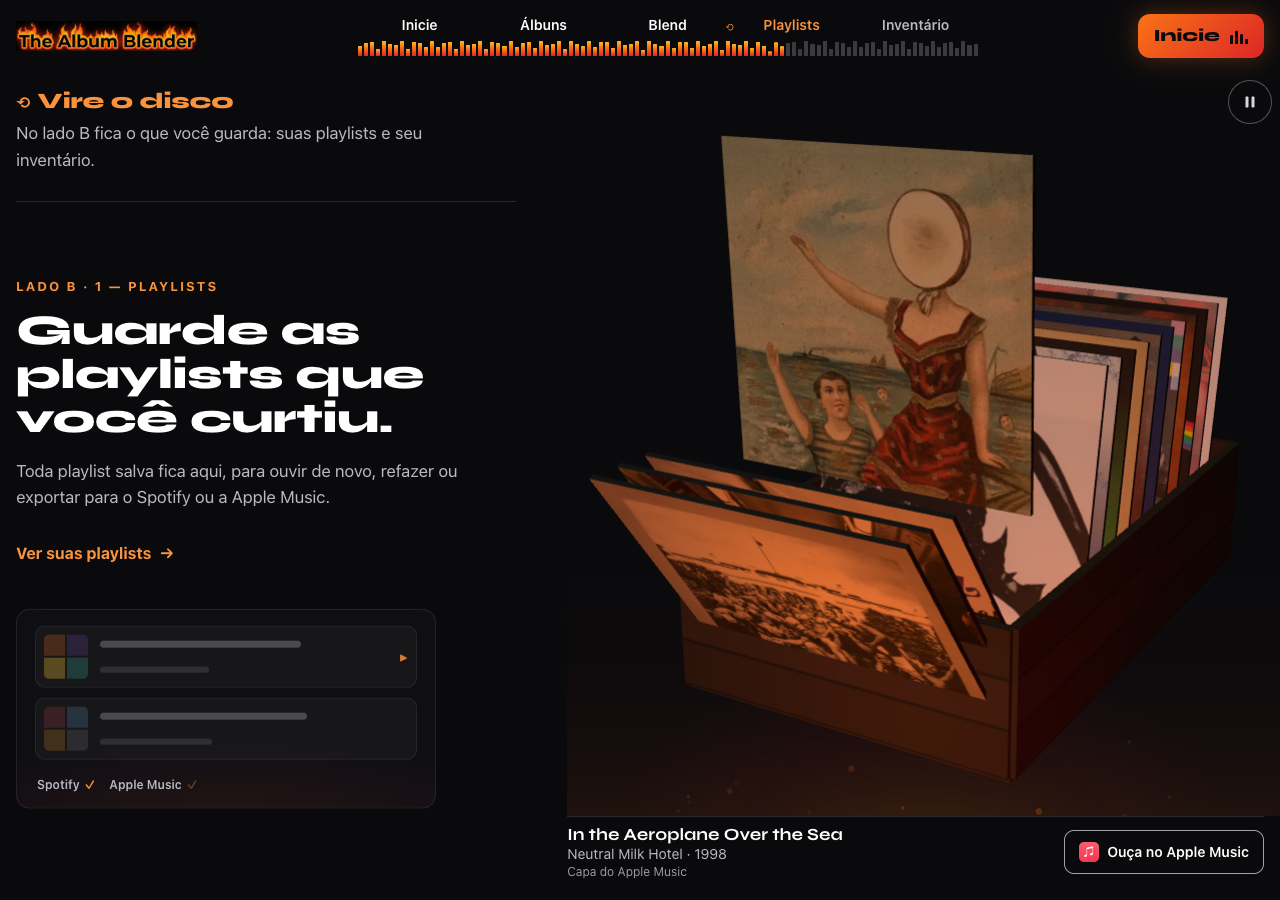 The Album Blender
Inicie
Álbuns
Blend
Playlists
Inventário
Inicie
Vire o disco
No lado B fica o que você guarda: suas playlists e seu
inventário.
LADO B · 1 — PLAYLISTS
Guarde as
playlists que
você curtiu.
Toda playlist salva fica aqui, para ouvir de novo, refazer ou
exportar para o Spotify ou a Apple Music.
Ver suas playlists →
Spotify ✓ Apple Music ✓
In the Aeroplane Over the Sea
Neutral Milk Hotel · 1998
Capa do Apple Music
Ouça no Apple Music